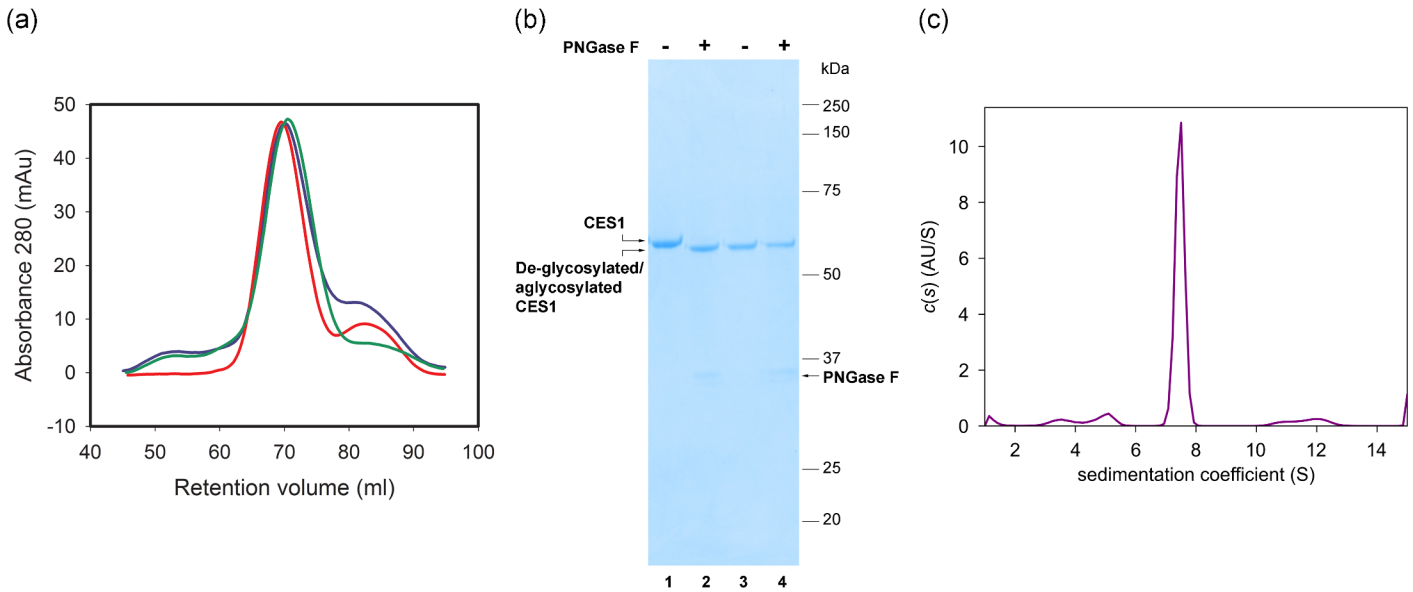 (a)
50
40
30
20
10
0
-10
40 50 60 70 80 90 100
Absorbance 280 (mAu)
Retention volume (ml)
(b)
PNGase F - + - +
kDa
250
150
75
50
37
25
20
CES1
De-glycosylated/
aglycosylated
CES1
PNGase F
1 2 3 4
(c)
10
8
6
4
2
0
2 4 6 8 10 12 14
c(s) (AU/S)
sedimentation coefficient (S)